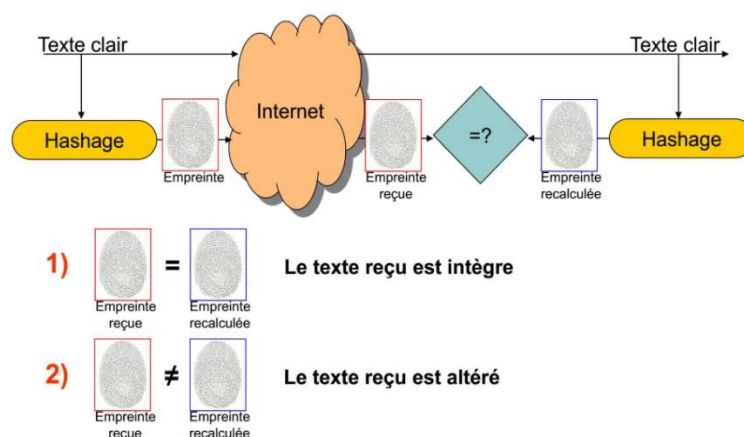 Texte clair
Texte clair
Internet
Hashage
Empreinte
Empreinte
reçue
=?
Empreinte
recalculée
Hashage
1)
=
Le texte reçu est intègre
Empreinte
reçue
Empreinte
recalculée
2)
≠
Le texte reçu est altéré
Empreinte
reçue
Empreinte
recalculée